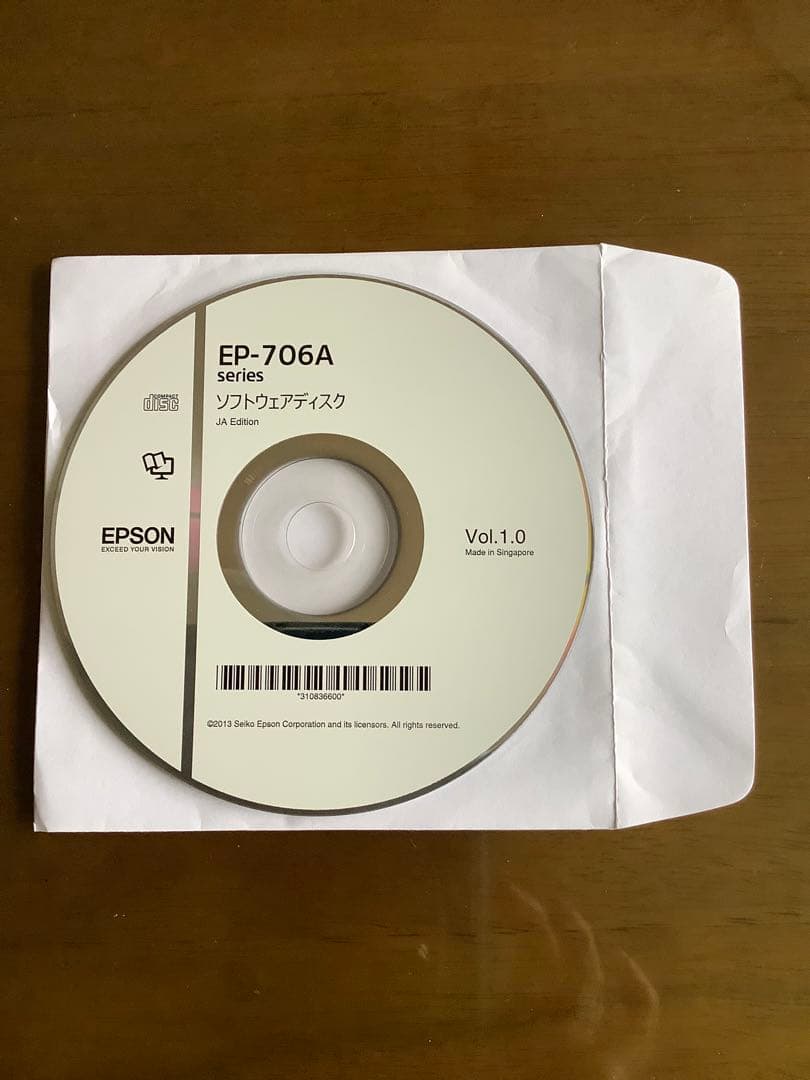 EP-706A
series
ソフトウェアディスク
JA Edition
COMPACT
disc
EPSON
EXCEED YOUR VISION
Vol.1.0
Made in Singapore
*310836600*
©2013 Seiko Epson Corporation and its licensors. All rights reserved.